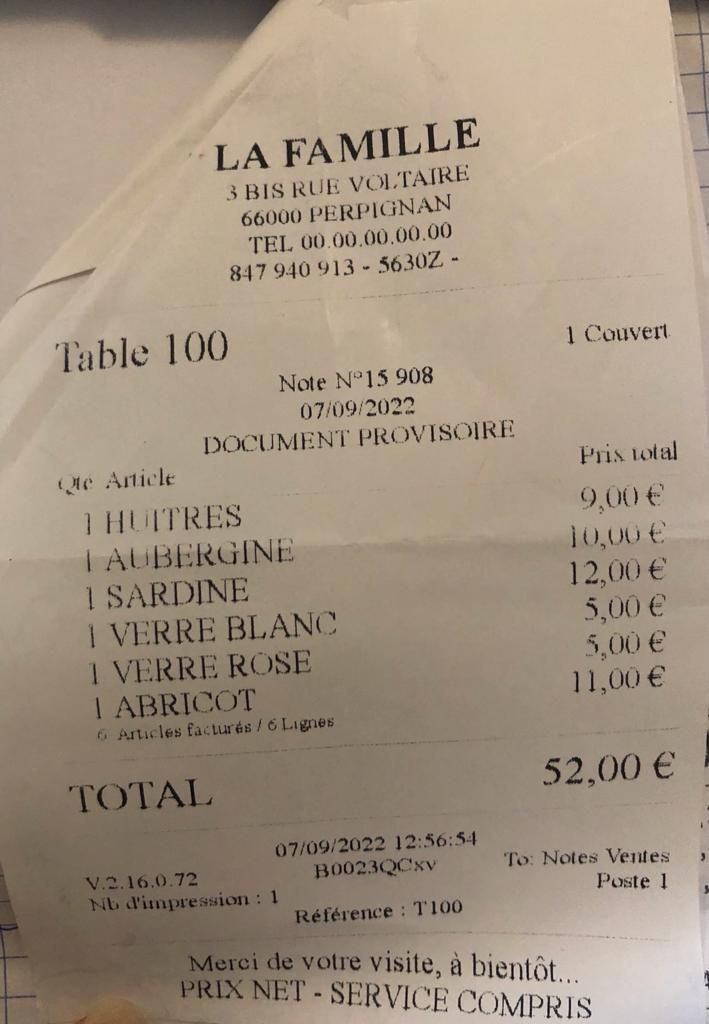 LA FAMILLE
3 BIS RUE VOLTAIRE
66000 PERPIGNAN
TEL 00.00.00.00.00
847 940 913 - 5630Z -
Table 100 1 Couvert
Note N°15 908
07/09/2022
DOCUMENT PROVISOIRE
Qté Article Prix total
1 HUITRES 9,00 €
1 AUBERGINE 10,00 €
1 SARDINE 12,00 €
1 VERRE BLANC 5,00 €
1 VERRE ROSE 5,00 €
1 ABRICOT 11,00 €
6 Articles facturés / 6 Lignes
TOTAL 52,00 €
07/09/2022 12:56:54
V.2.16.0.72 B0023QCxv To: Notes Ventes
Nb d'impression : 1 Poste 1
Référence : T100
Merci de votre visite, à bientôt...
PRIX NET - SERVICE COMPRIS